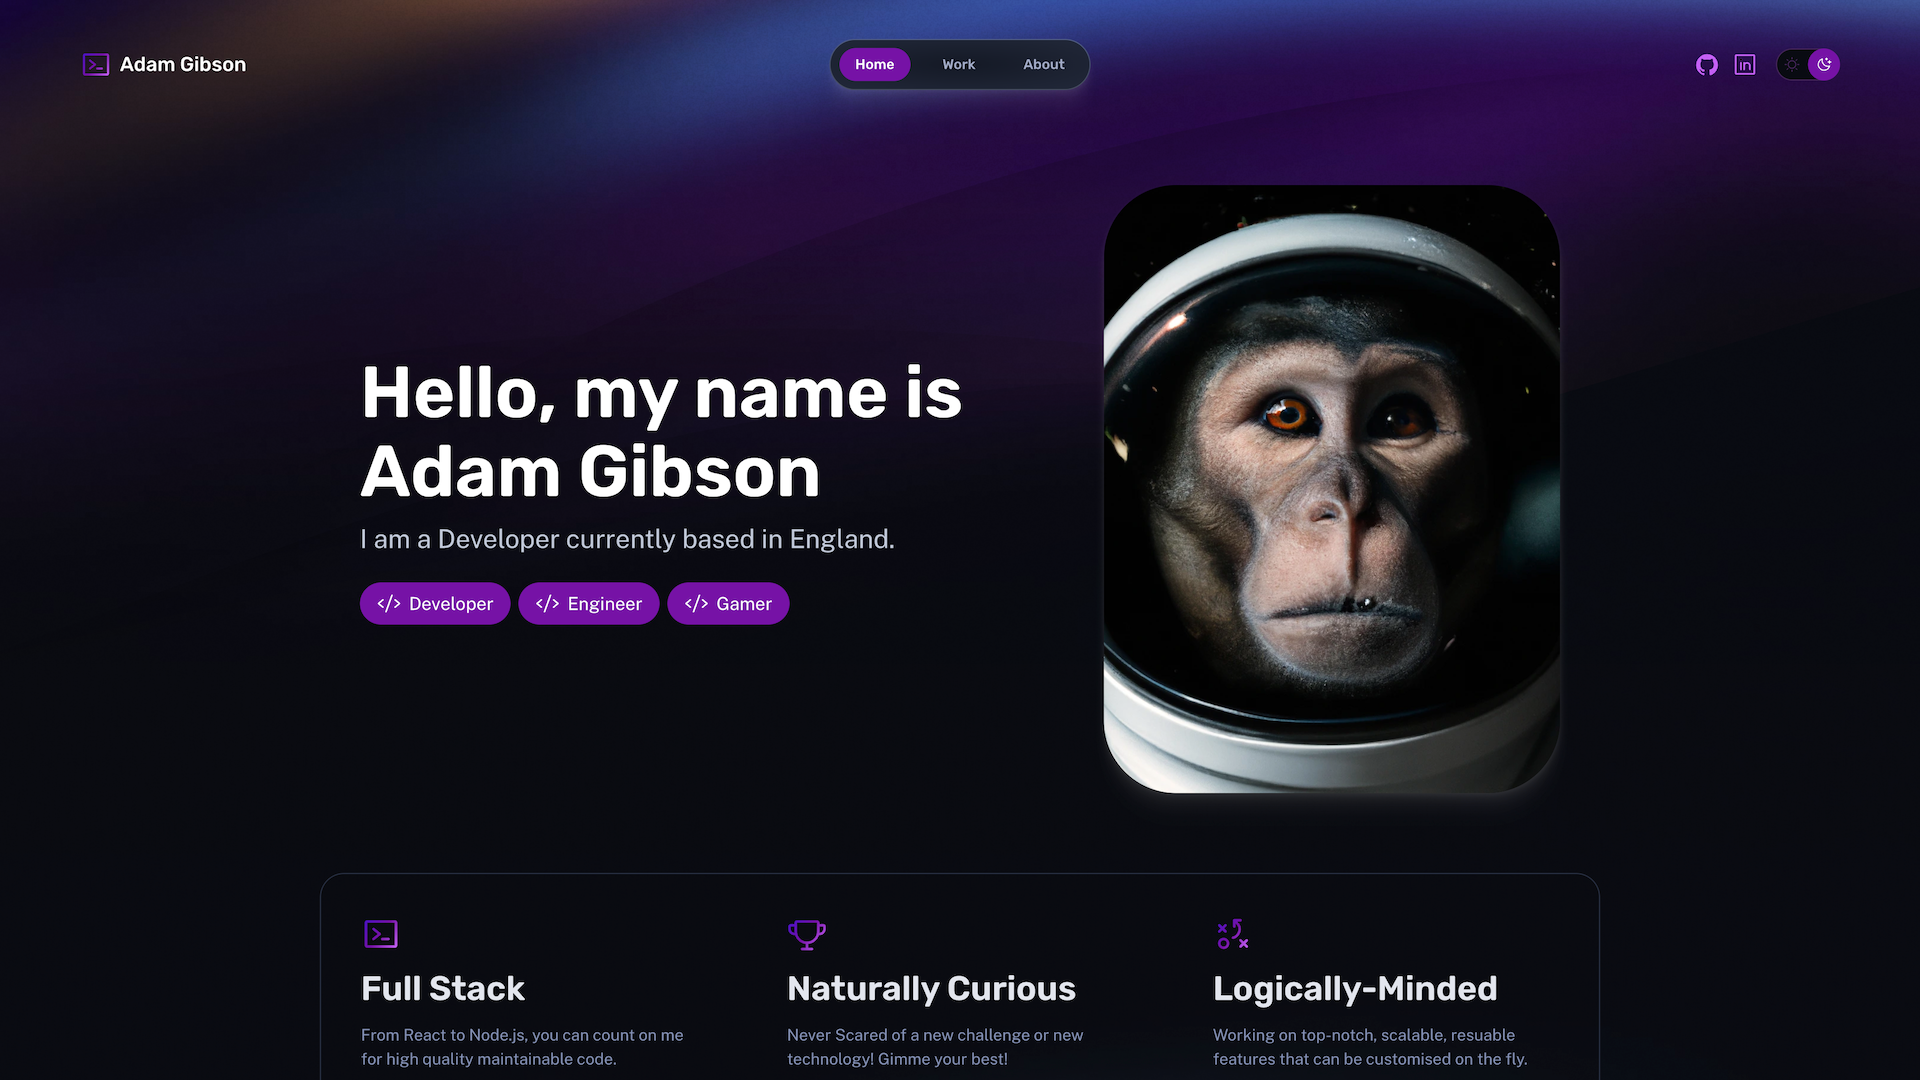 Adam Gibson
Home
Work
About
Hello, my name is
Adam Gibson
I am a Developer currently based in England.
</> Developer
</> Engineer
</> Gamer
Full Stack
From React to Node.js, you can count on me
for high quality maintainable code.
Naturally Curious
Never Scared of a new challenge or new
technology! Gimme your best!
Logically-Minded
Working on top-notch, scalable, resuable
features that can be customised on the fly.